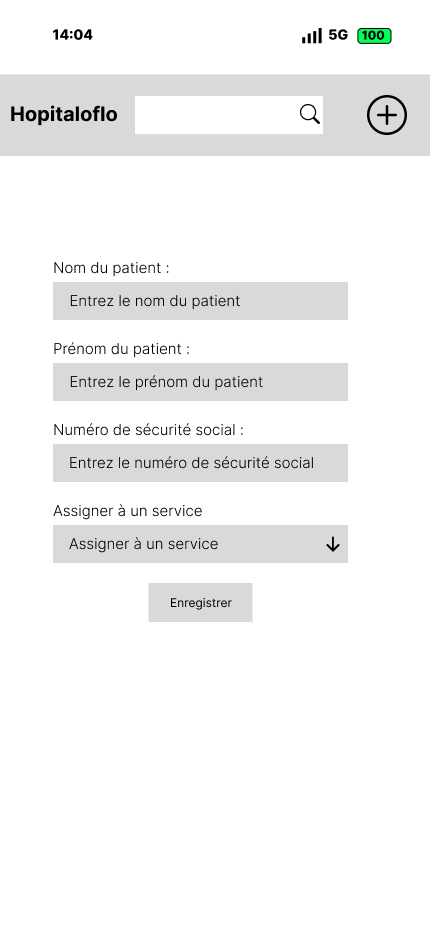 14:04 5G 100
Hopitaloflo
Nom du patient :
Entrez le nom du patient
Prénom du patient :
Entrez le prénom du patient
Numéro de sécurité social :
Entrez le numéro de sécurité social
Assigner à un service
Assigner à un service
Enregistrer